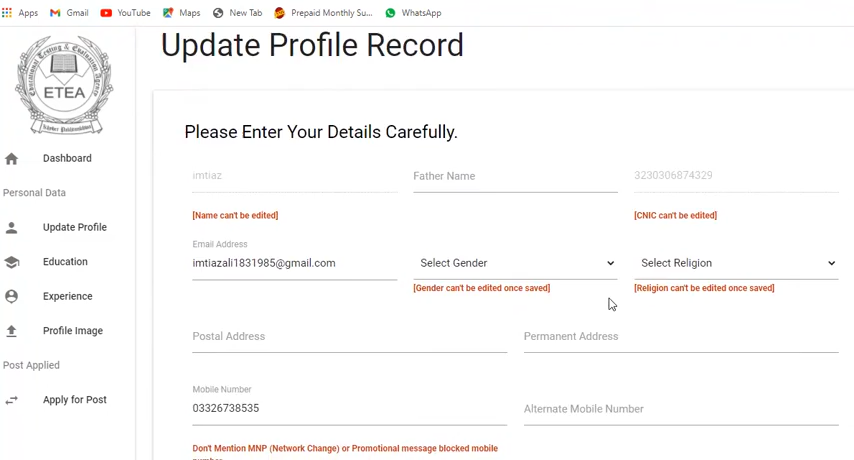 Apps Gmail YouTube Maps New Tab Prepaid Monthly Su... WhatsApp
Update Profile Record
ETEA
Please Enter Your Details Carefully.
Dashboard
imtiaz Father Name 3230306874329
Personal Data
[Name can't be edited] [CNIC can't be edited]
Update Profile
Email Address
Education
imtiazali1831985@gmail.com Select Gender Select Religion
[Gender can't be edited once saved] [Religion can't be edited once saved]
Experience
Profile Image
Postal Address Permanent Address
Post Applied
Mobile Number
Apply for Post
03326738535 Alternate Mobile Number
Don't Mention MNP (Network Change) or Promotional message blocked mobile